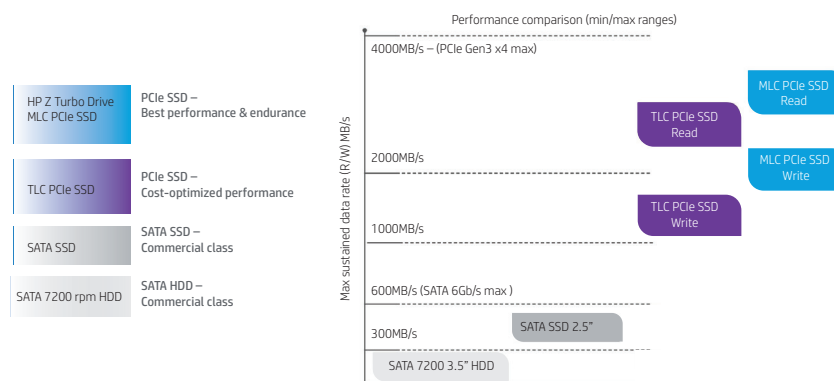 Performance comparison (min/max ranges)
4000MB/s – (PCIe Gen3 x4 max)
HP Z Turbo Drive
MLC PCIe SSD
PCIe SSD –
Best performance & endurance
MLC PCIe SSD
Read
TLC PCIe SSD
Read
Max sustained data rate (R/W) MB/s
2000MB/s
MLC PCIe SSD
Write
TLC PCIe SSD
PCIe SSD –
Cost-optimized performance
TLC PCIe SSD
Write
1000MB/s
SATA SSD
SATA SSD –
Commercial class
SATA 7200 rpm HDD
SATA HDD –
Commercial class
600MB/s (SATA 6Gb/s max )
SATA SSD 2.5”
300MB/s
SATA 7200 3.5” HDD